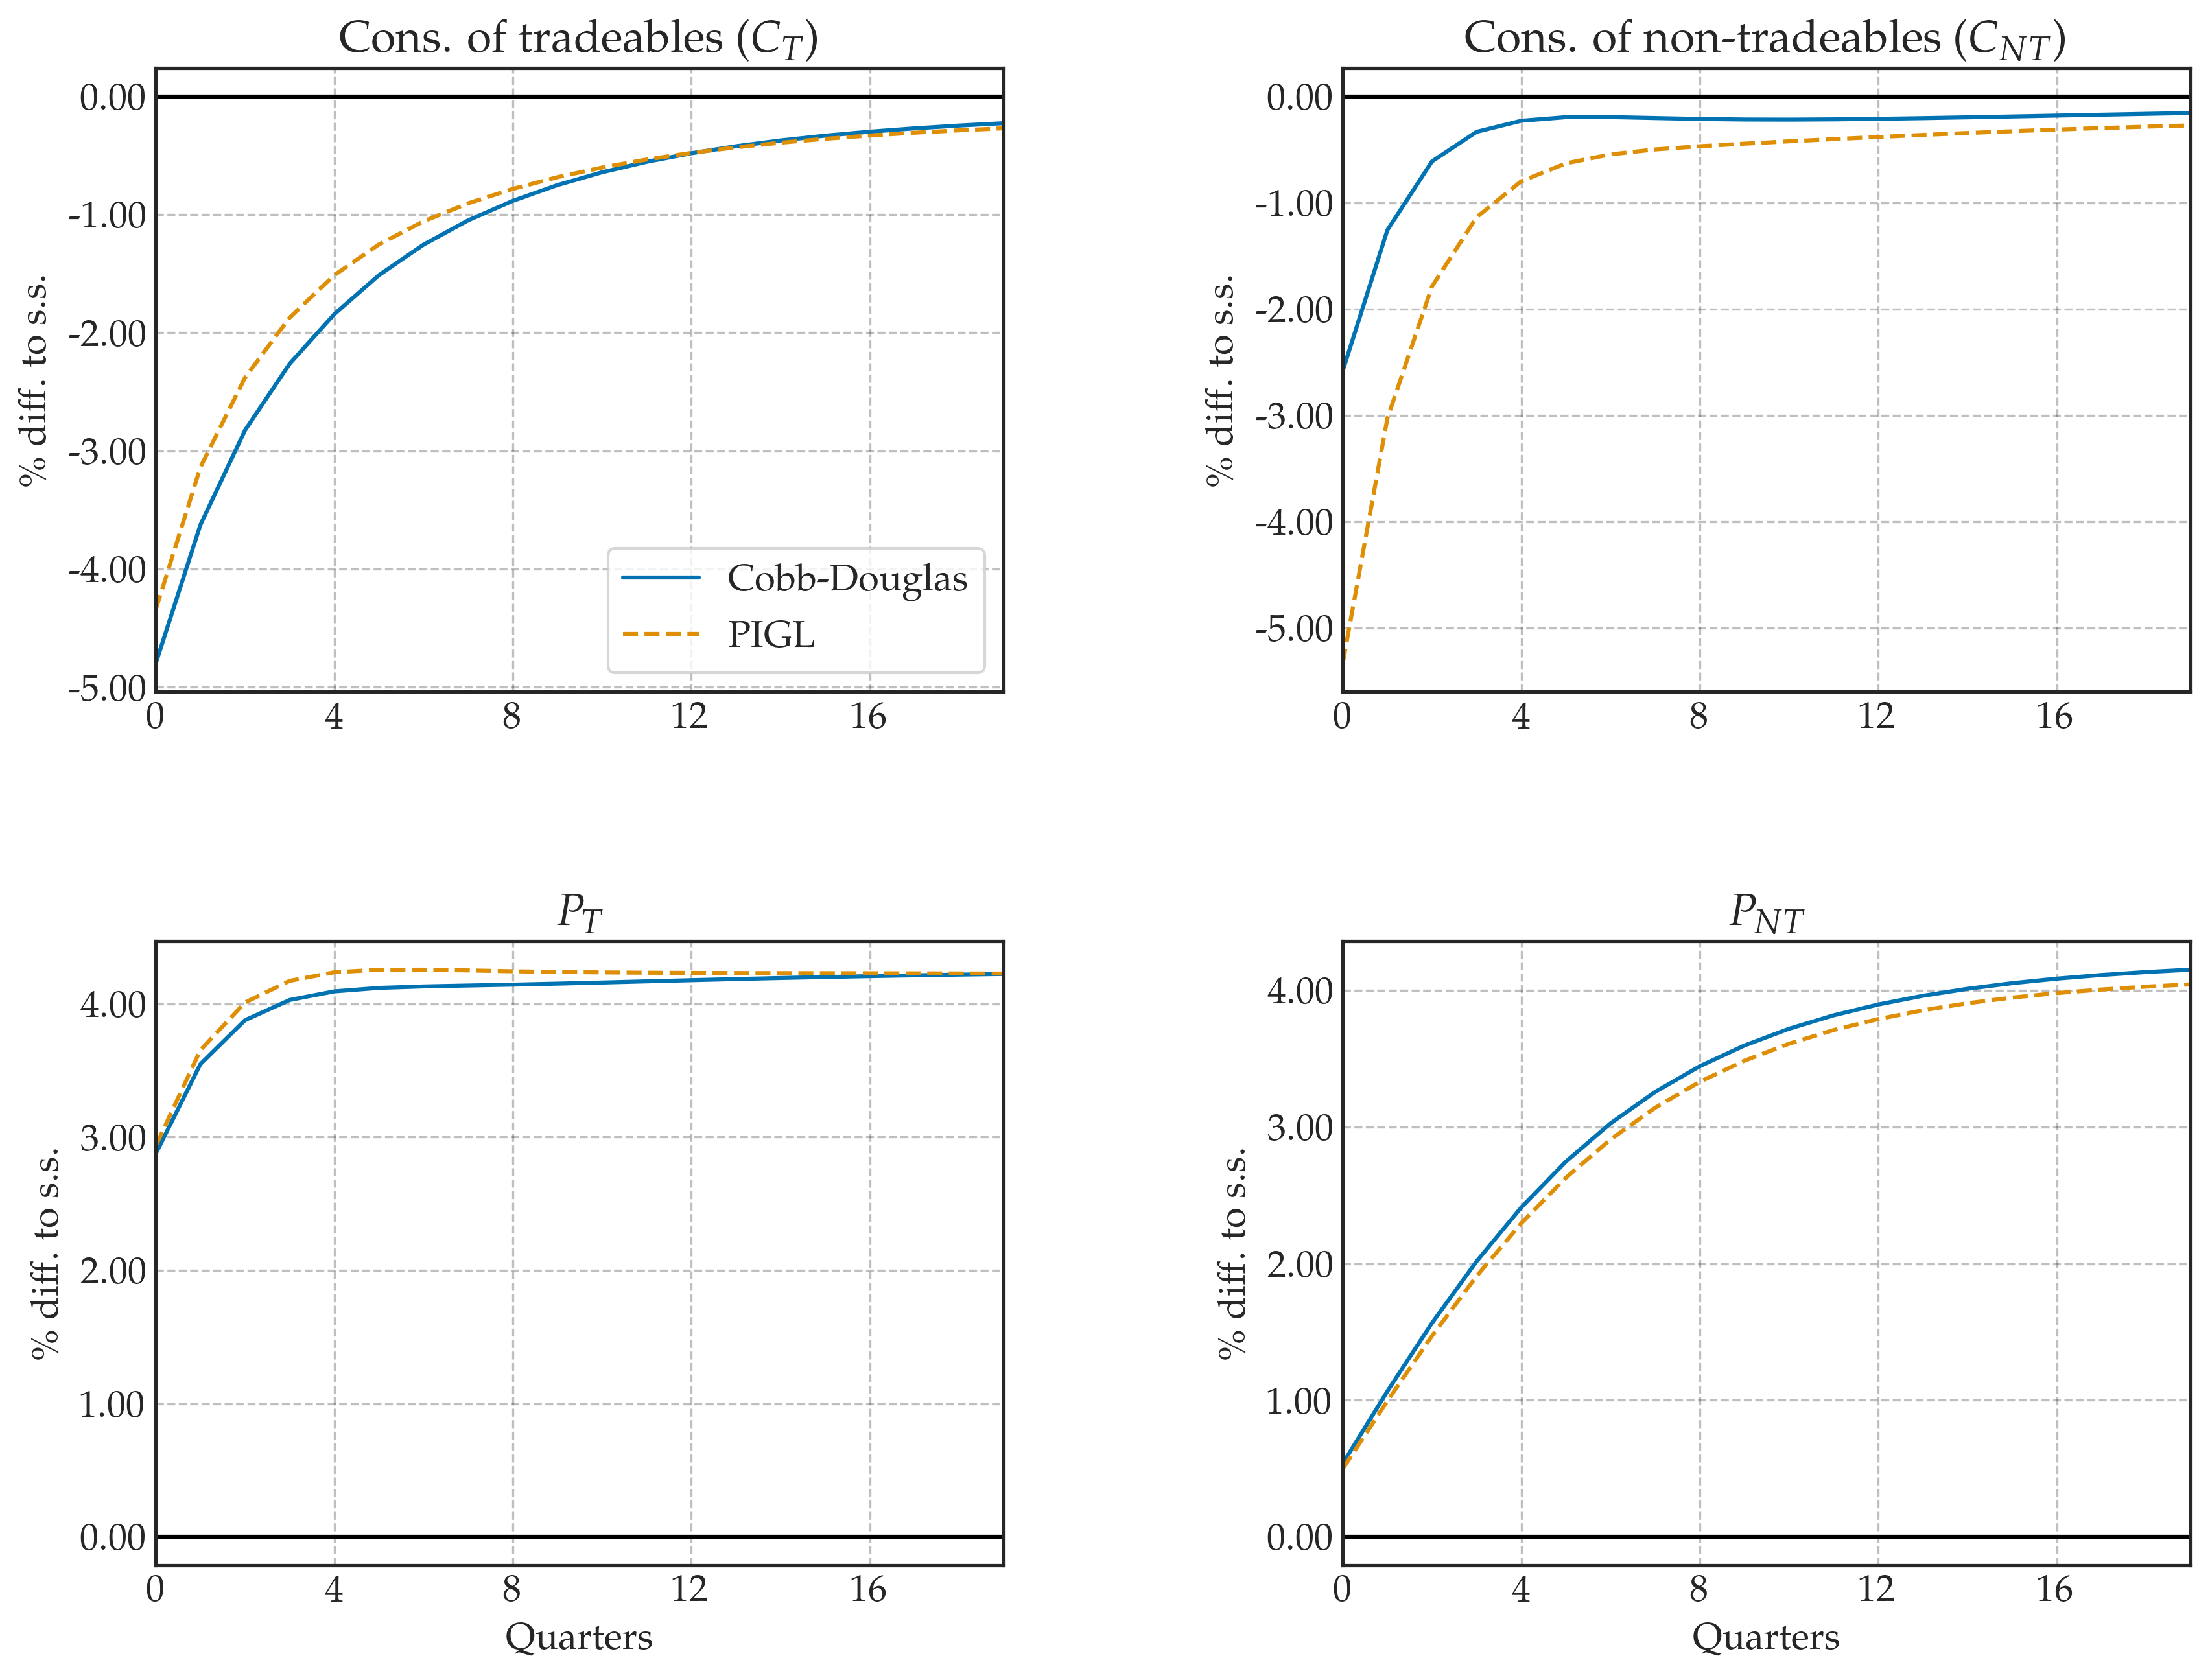 Cons. of tradeables (C_T)
% diff. to s.s.
0.00
-1.00
-2.00
-3.00
-4.00
-5.00
0 4 8 12 16
Cobb-Douglas
PIGL
Cons. of non-tradeables (C_NT)
% diff. to s.s.
0.00
-1.00
-2.00
-3.00
-4.00
-5.00
0 4 8 12 16
P_T
% diff. to s.s.
4.00
3.00
2.00
1.00
0.00
0 4 8 12 16
Quarters
P_NT
% diff. to s.s.
4.00
3.00
2.00
1.00
0.00
0 4 8 12 16
Quarters